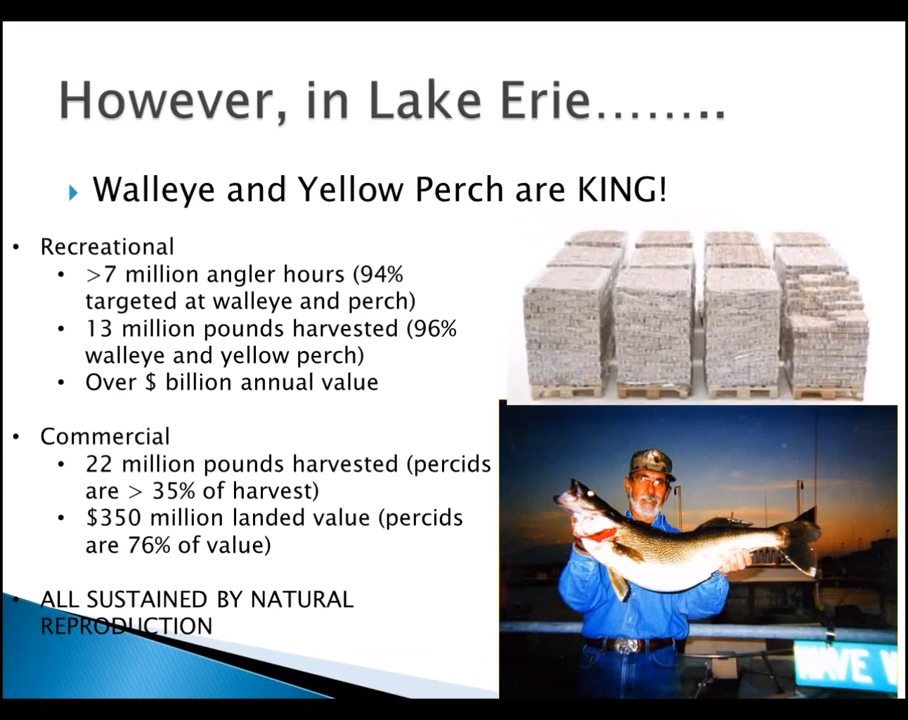 However, in Lake Erie……..
Walleye and Yellow Perch are KING!
• Recreational
• >7 million angler hours (94%
targeted at walleye and perch)
• 13 million pounds harvested (96%
walleye and yellow perch)
• Over $ billion annual value
• Commercial
• 22 million pounds harvested (percids
are > 35% of harvest)
• $350 million landed value (percids
are 76% of value)
• ALL SUSTAINED BY NATURAL
REPRODUCTION
WAVE